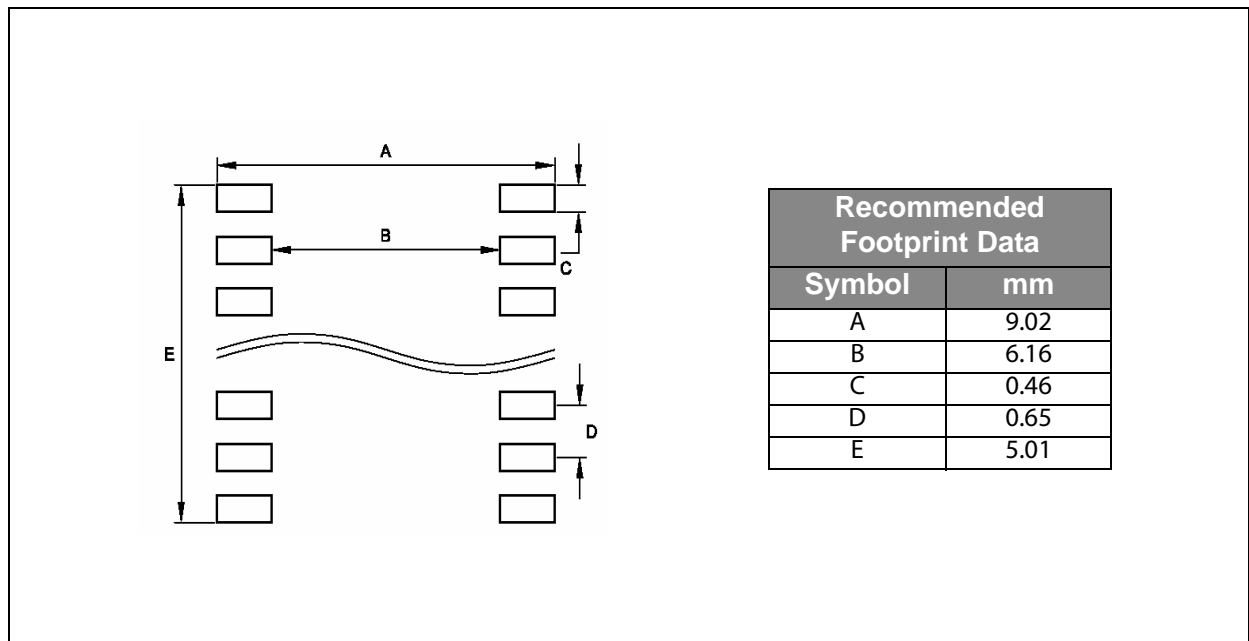 A
B
C
E
D
Recommended
Footprint Data
Symbol mm
A 9.02
B 6.16
C 0.46
D 0.65
E 5.01